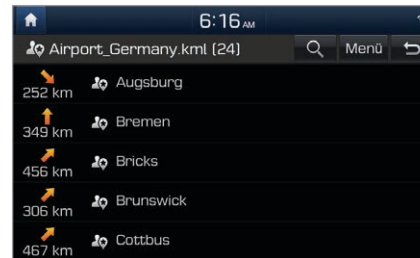 6:16 AM
Airport_Germany.kml (24)
Menü
252 km Augsburg
349 km Bremen
456 km Bricks
306 km Brunswick
467 km Cottbus